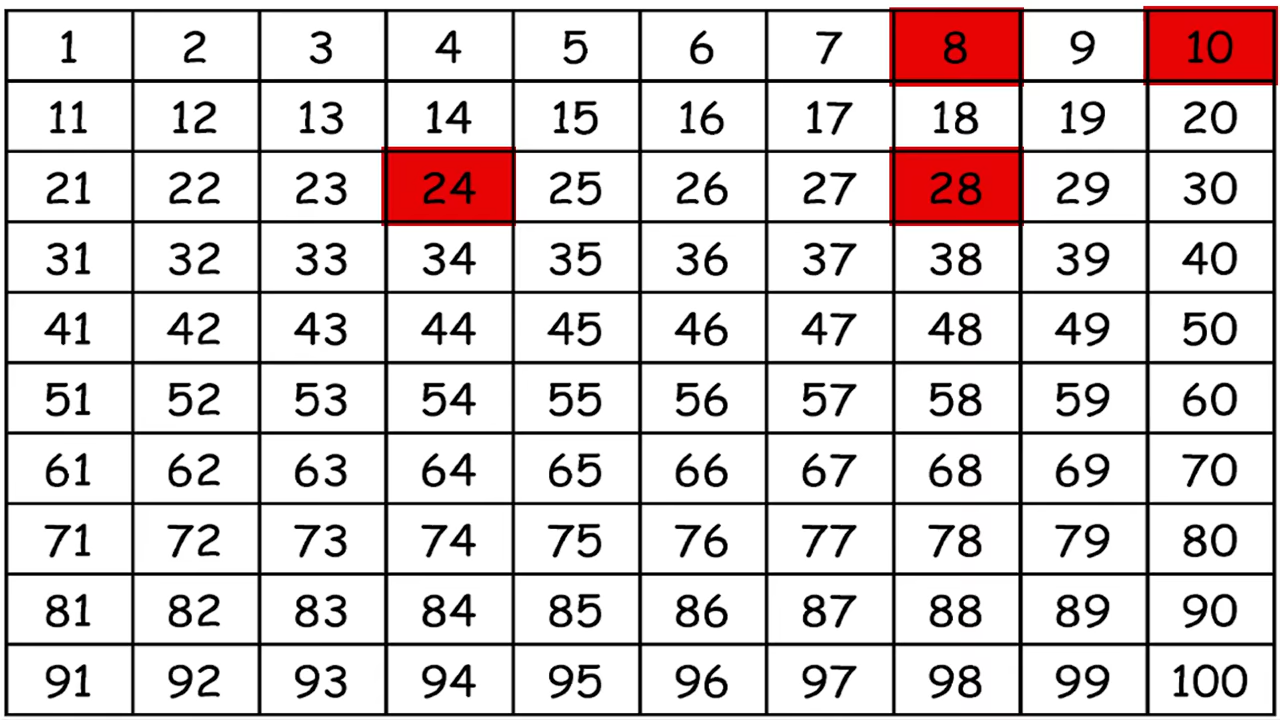 1 2 3 4 5 6 7 8 9 10
11 12 13 14 15 16 17 18 19 20
21 22 23 24 25 26 27 28 29 30
31 32 33 34 35 36 37 38 39 40
41 42 43 44 45 46 47 48 49 50
51 52 53 54 55 56 57 58 59 60
61 62 63 64 65 66 67 68 69 70
71 72 73 74 75 76 77 78 79 80
81 82 83 84 85 86 87 88 89 90
91 92 93 94 95 96 97 98 99 100